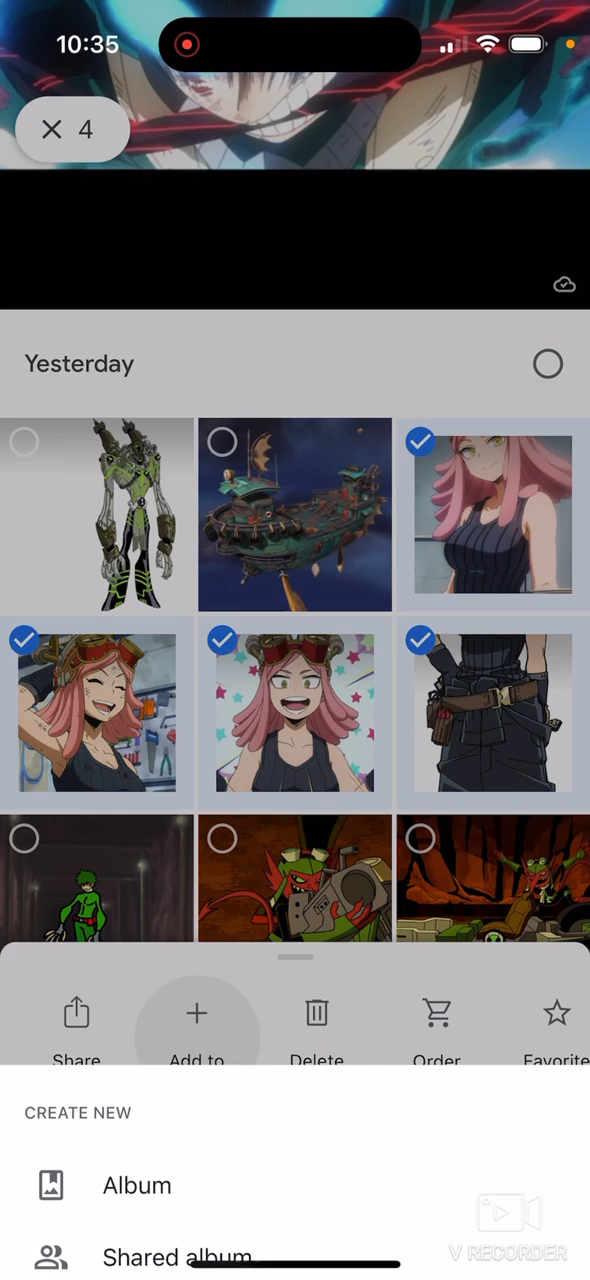 10:35
4
Yesterday
Share
Add to
Delete
Order
Favorite
CREATE NEW
Album
Shared album
V RECORDER